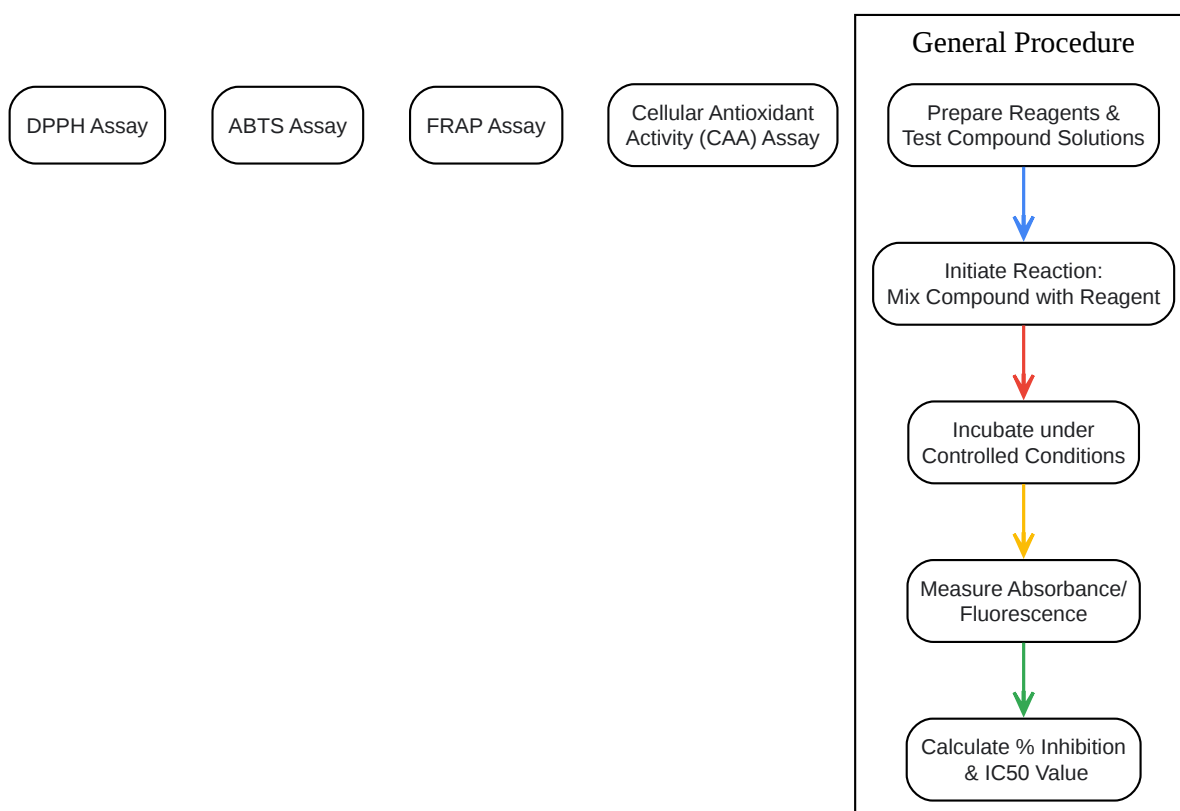 General Procedure
DPPH Assay
ABTS Assay
FRAP Assay
Cellular Antioxidant
Activity (CAA) Assay
Prepare Reagents &
Test Compound Solutions
Initiate Reaction:
Mix Compound with Reagent
Incubate under
Controlled Conditions
Measure Absorbance/
Fluorescence
Calculate % Inhibition
& IC50 Value